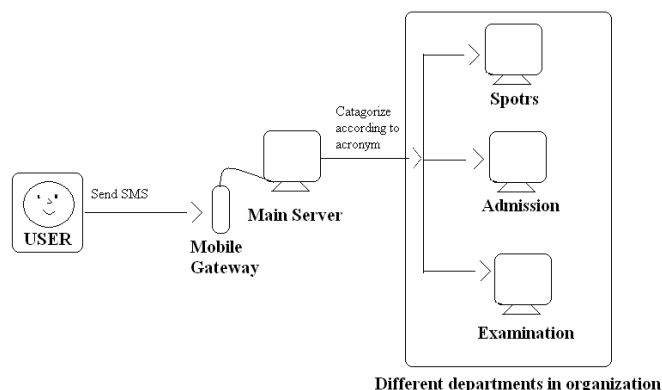 Send SMS
USER
Mobile
Gateway
Main Server
Catagorize
according to
acronym
Spotrs
Admission
Examination
Different departments in organization